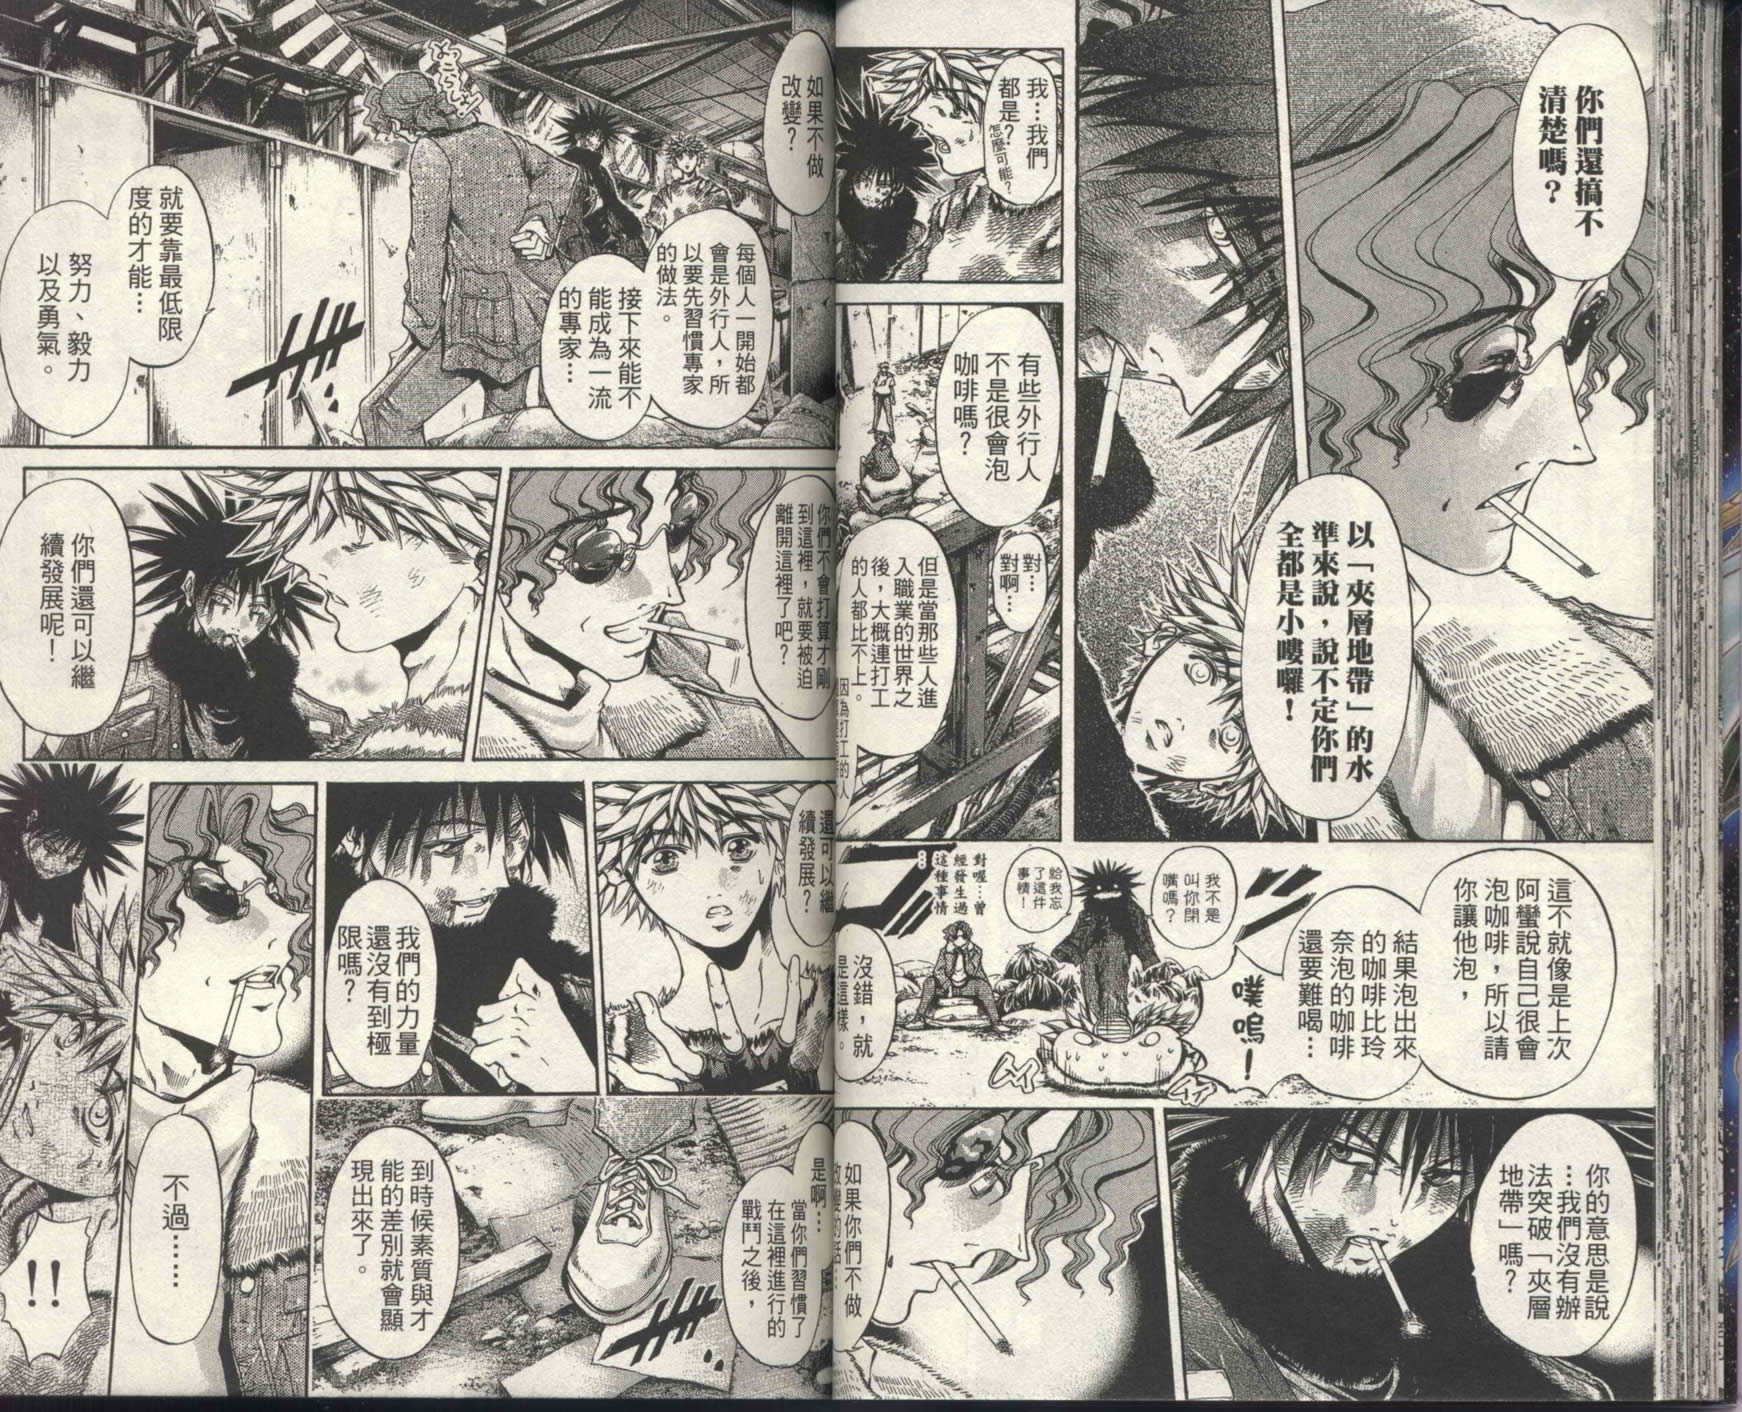 你們還搞不
清楚嗎？
以「夾層地帶」的水
準來說，說不定你們
全都是小嘍囉！
我…我們
都是？
怎麼可能？
有些外行人
不是很會泡
咖啡嗎？
對…
對啊…
但是當那些人進
入職業的世界之
後，大概連打工
的人都比不上。
這不就像是上次
阿蠻說自己很會
泡咖啡，所以請
你讓他泡，
結果泡出來
的咖啡比玲
奈泡的咖啡
還要難喝…
噗
嗚！
我不是
叫你閉
嘴嗎？
給我忘
了這件
事情！
對喔…曾
經發生過
這種事情
…
沒錯，就
是這樣。
你的意思是說
…我們沒有辦
法突破「夾層
地帶」嗎？
如果你們不做
改變的話…
如果不做
改變？
每個人一開始都
會是外行人，所
以要先習慣專家
的做法。
接下來能不
能成為一流
的專家…
就要靠最低限
度的才能…
努力、毅力
以及勇氣。
你們不會打算才剛
到這裡，就要被迫
離開這裡了吧？
你們還可以繼
續發展呢！
還可以繼
續發展？
我們的力量
還沒有到極
限嗎？
是啊…
當你們習慣了
在這裡進行的
戰鬥之後，
到時候素質與才
能的差別就會顯
現出來了。
不過……
!!